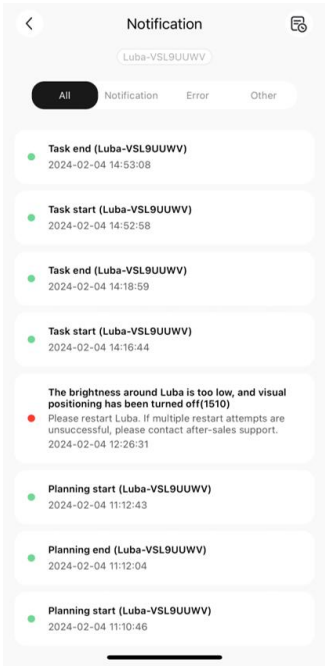 Notification
Luba-VSL9UUWV
All Notification Error Other
Task end (Luba-VSL9UUWV)
2024-02-04 14:53:08
Task start (Luba-VSL9UUWV)
2024-02-04 14:52:58
Task end (Luba-VSL9UUWV)
2024-02-04 14:18:59
Task start (Luba-VSL9UUWV)
2024-02-04 14:16:44
The brightness around Luba is too low, and visual
positioning has been turned off(1510)
Please restart Luba. If multiple restart attempts are
unsuccessful, please contact after-sales support.
2024-02-04 12:26:31
Planning start (Luba-VSL9UUWV)
2024-02-04 11:12:43
Planning end (Luba-VSL9UUWV)
2024-02-04 11:12:04
Planning start (Luba-VSL9UUWV)
2024-02-04 11:10:46